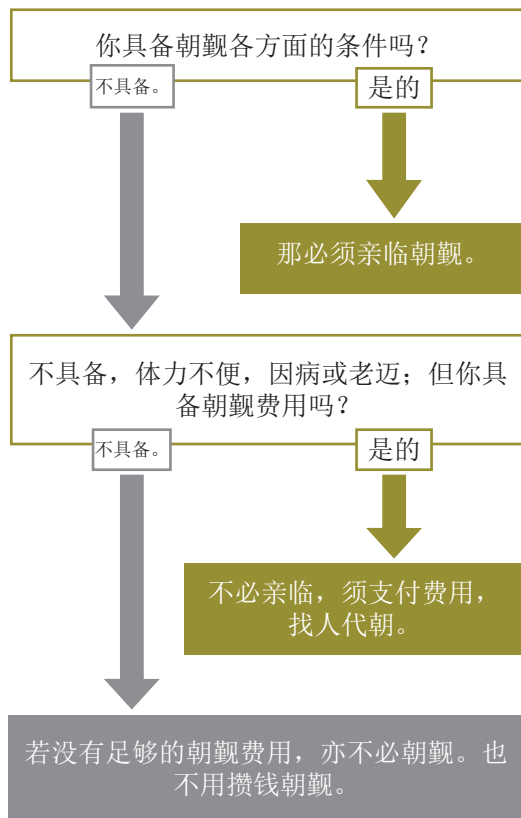 你具备朝觐各方面的条件吗?
不具备。
是的
那必须亲临朝觐。
不具备，体力不便，因病或老迈；但你具
备朝觐费用吗?
不具备。
是的
不必亲临，须支付费用，
找人代朝。
若没有足够的朝觐费用，亦不必朝觐。也
不用攒钱朝觐。